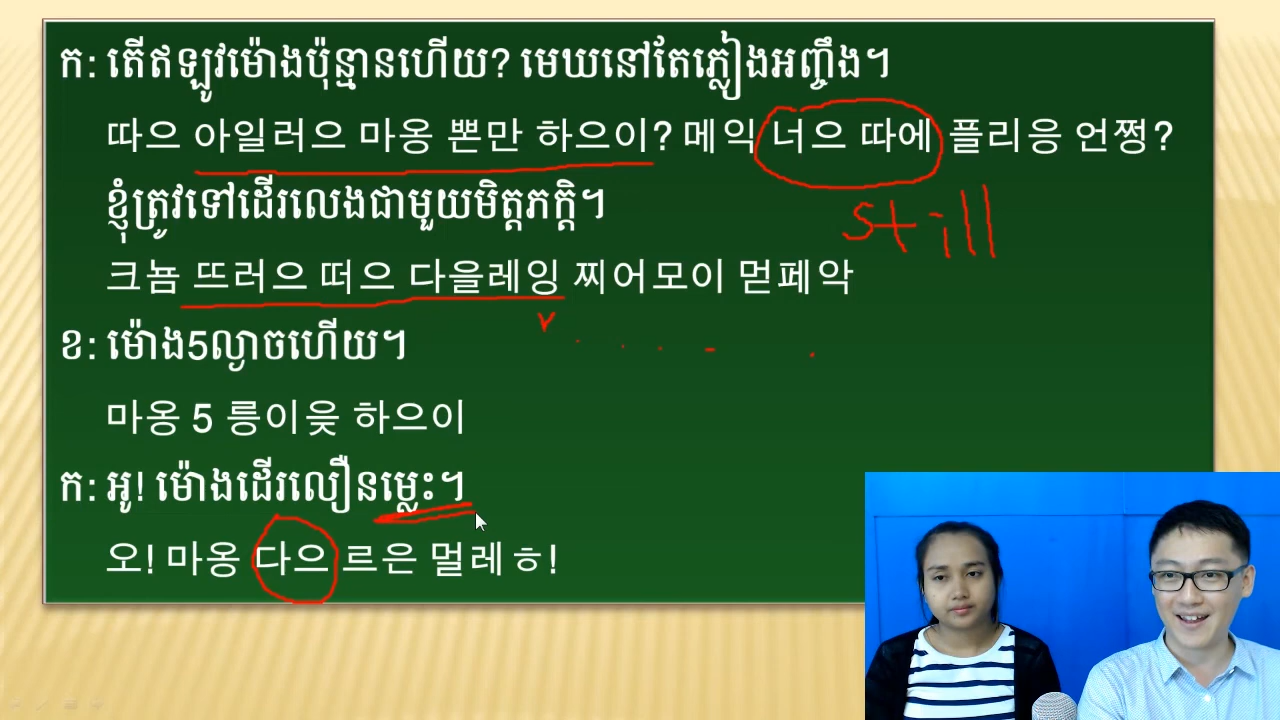 ក: តើឥឡូវម៉ោងប៉ុន្មានហើយ? មេឃនៅតែភ្លៀងអញ្ចឹង។
따으 아일러으 마옹 뽄만 하으이? 메익 너으 따에 플리응 언쩡?
ខ្ញុំត្រូវទៅដើរលេងជាមួយមិត្តភក្តិ។
still
크뇸 뜨러으 떠으 다을레잉 찌어모이 먿페악
ខ: ម៉ោង5ល្ងាចហើយ។
마옹 5 릉이읒 하으이
ក: អូ! ម៉ោងដើរលឿនម្លេះ។
오! 마옹 다으 르은 멀레ㅎ!